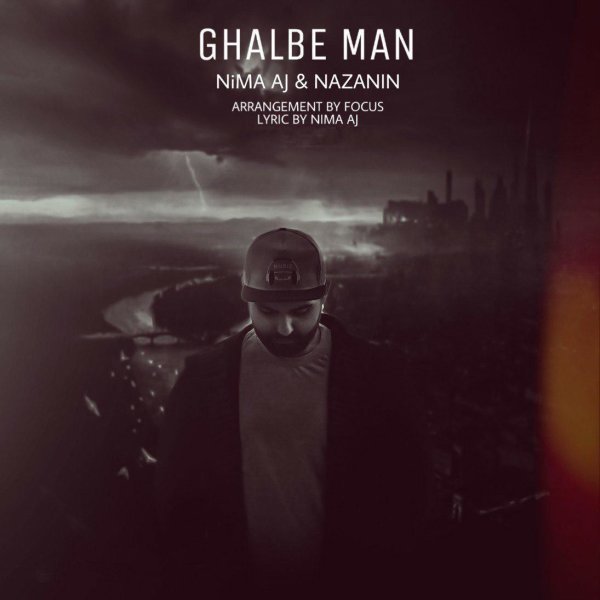 GHALBE MAN
NiMA AJ & NAZANIN
ARRANGEMENT BY FOCUS
LYRIC BY NIMA AJ